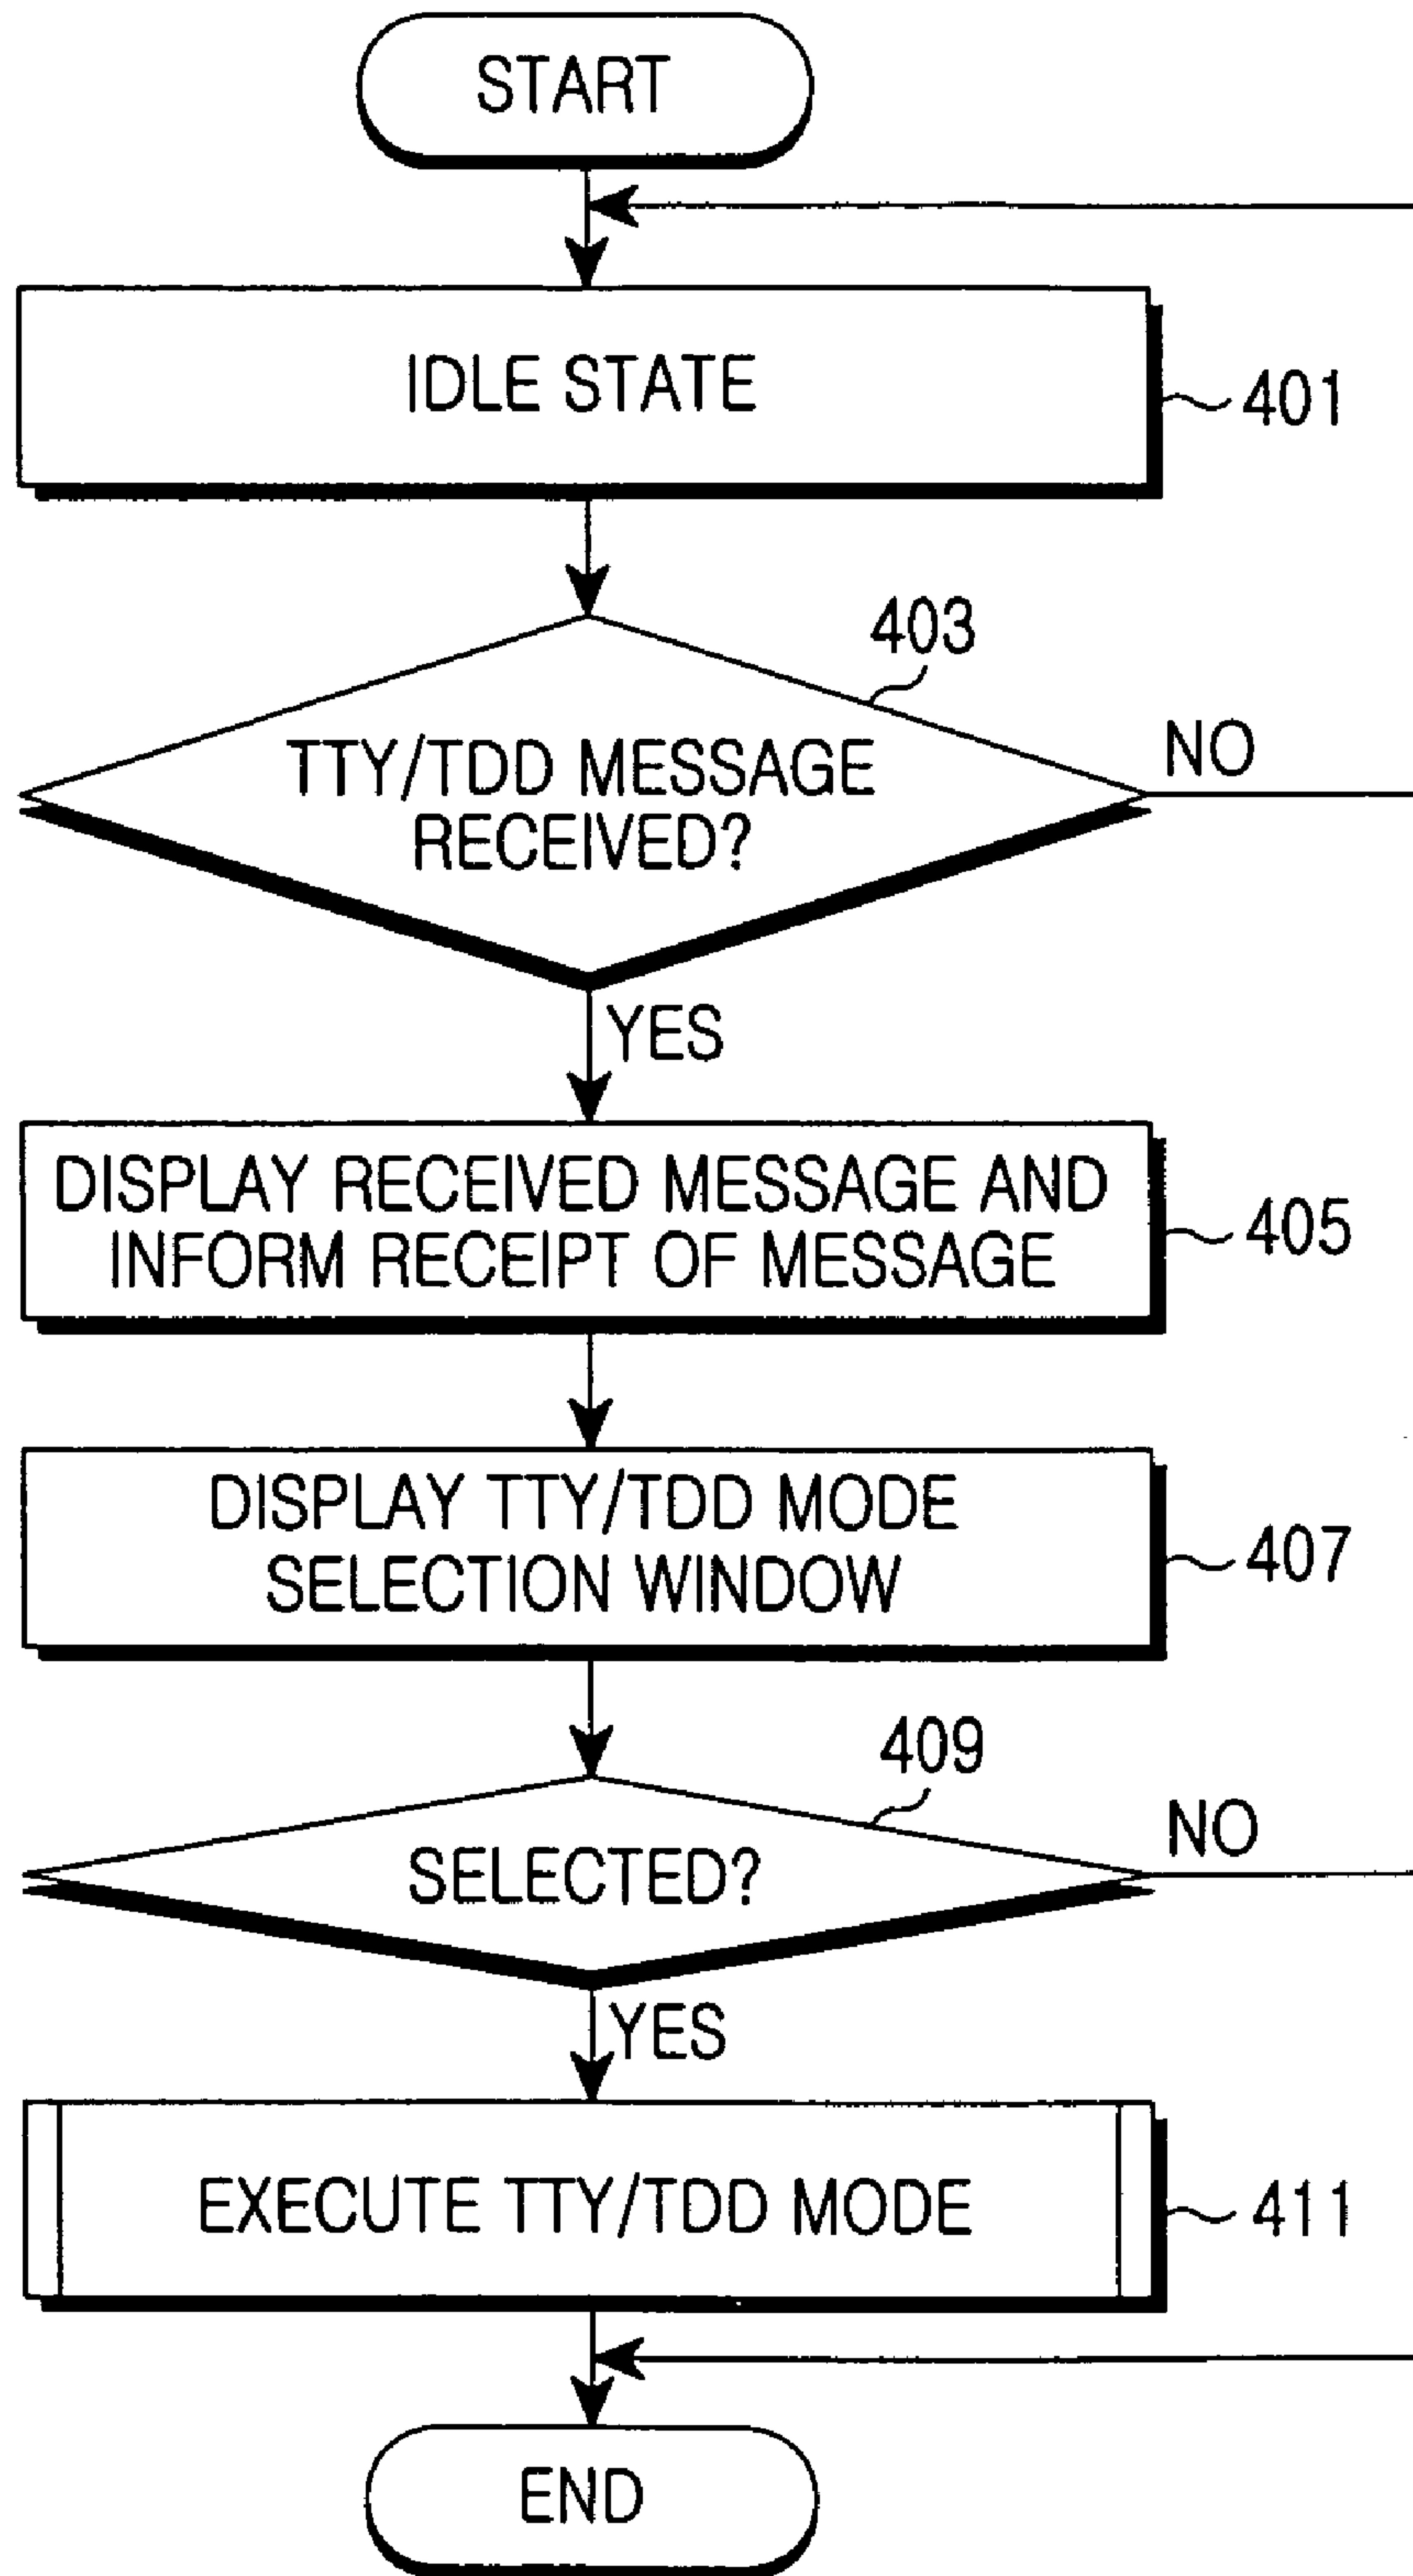 START
IDLE STATE
401
403
TTY/TDD MESSAGE
RECEIVED?
NO
YES
DISPLAY RECEIVED MESSAGE AND
INFORM RECEIPT OF MESSAGE
405
DISPLAY TTY/TDD MODE
SELECTION WINDOW
407
409
SELECTED?
NO
YES
EXECUTE TTY/TDD MODE
411
END